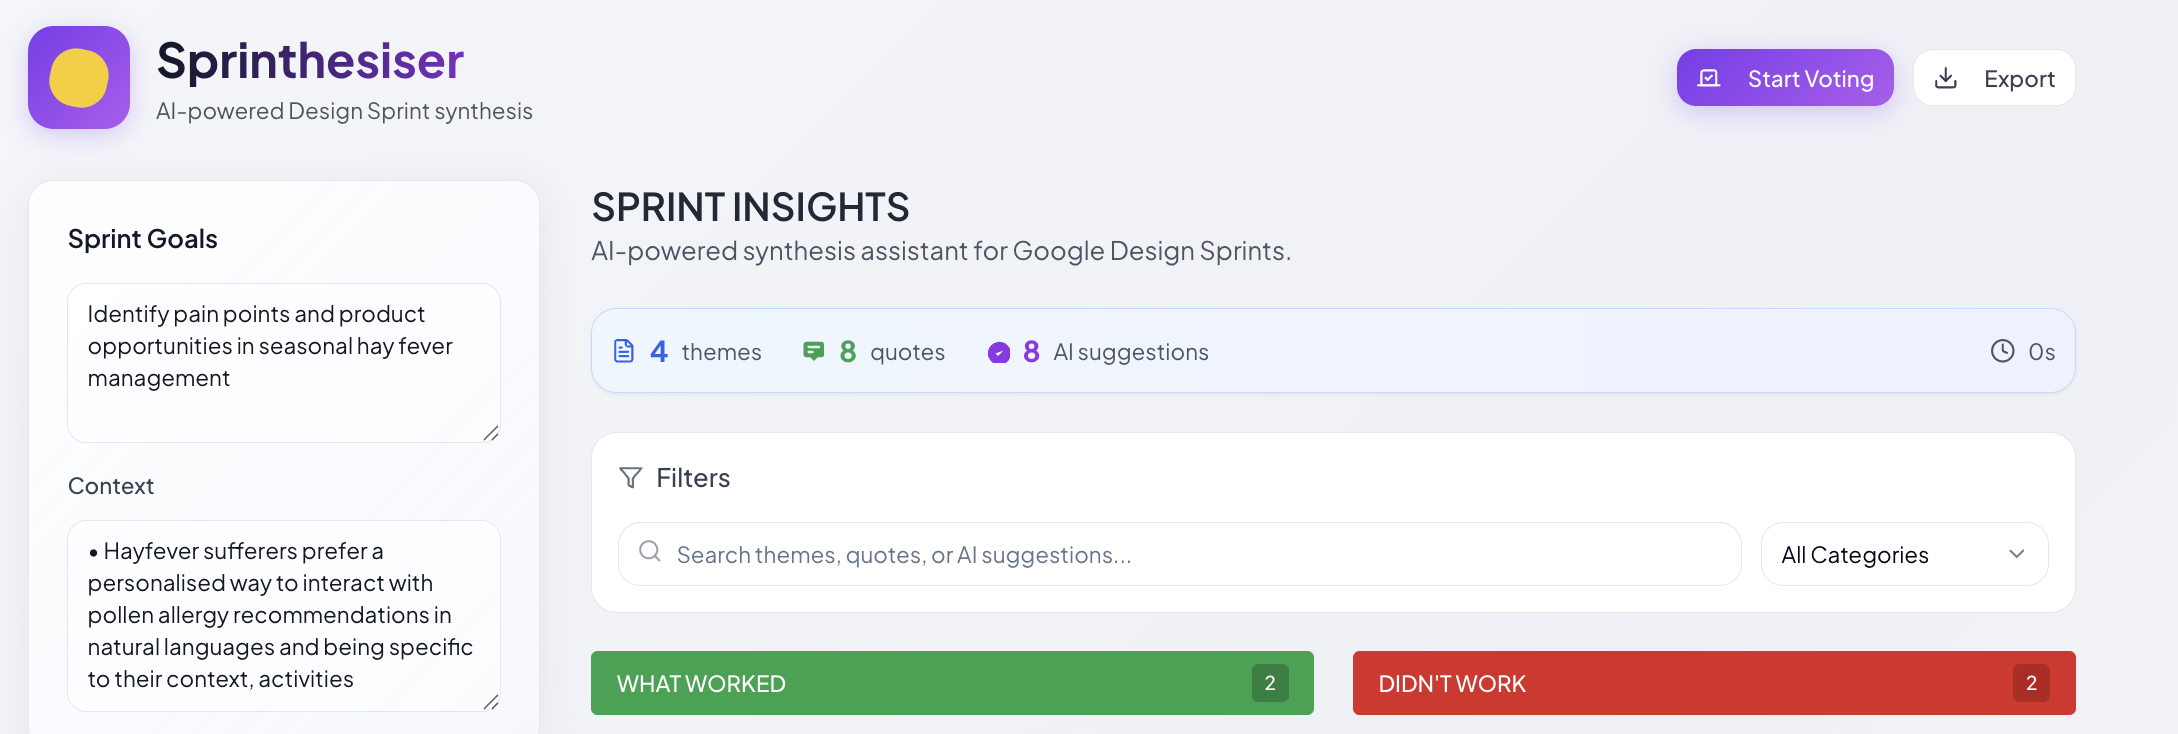 Sprinthesiser
AI-powered Design Sprint synthesis
Start Voting
Export
Sprint Goals
Identify pain points and product
opportunities in seasonal hay fever
management
Context
• Hayfever sufferers prefer a
personalised way to interact with
pollen allergy recommendations in
natural languages and being specific
to their context, activities
SPRINT INSIGHTS
AI-powered synthesis assistant for Google Design Sprints.
4 themes 8 quotes 8 AI suggestions 0s
Filters
Search themes, quotes, or AI suggestions...
All Categories
WHAT WORKED 2
DIDN'T WORK 2